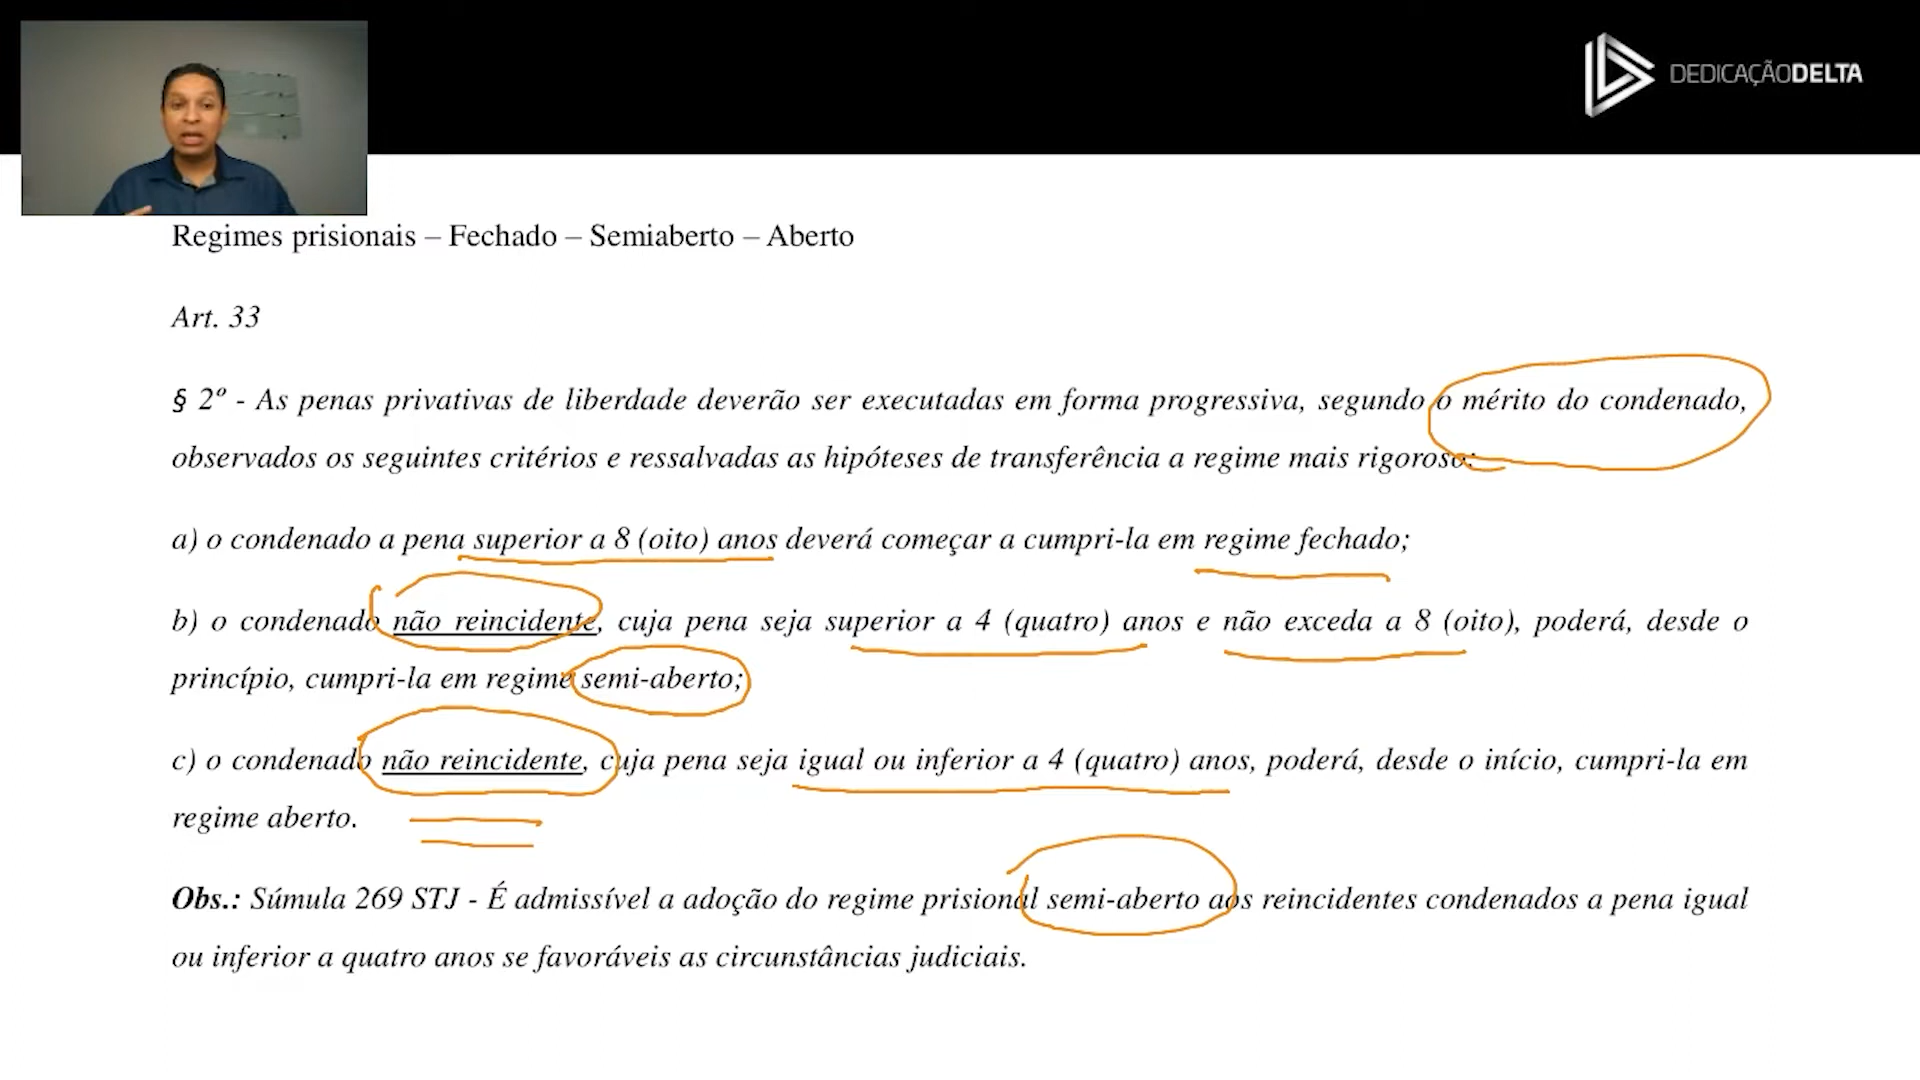 DEDICAÇÃODELTA
Regimes prisionais – Fechado – Semiaberto – Aberto
Art. 33
§ 2º - As penas privativas de liberdade deverão ser executadas em forma progressiva, segundo o mérito do condenado,
observados os seguintes critérios e ressalvadas as hipóteses de transferência a regime mais rigoroso:
a) o condenado a pena superior a 8 (oito) anos deverá começar a cumpri-la em regime fechado;
b) o condenado não reincidente, cuja pena seja superior a 4 (quatro) anos e não exceda a 8 (oito), poderá, desde o
princípio, cumpri-la em regime semi-aberto;
c) o condenado não reincidente, cuja pena seja igual ou inferior a 4 (quatro) anos, poderá, desde o início, cumpri-la em
regime aberto.
Obs.: Súmula 269 STJ - É admissível a adoção do regime prisional semi-aberto aos reincidentes condenados a pena igual
ou inferior a quatro anos se favoráveis as circunstâncias judiciais.